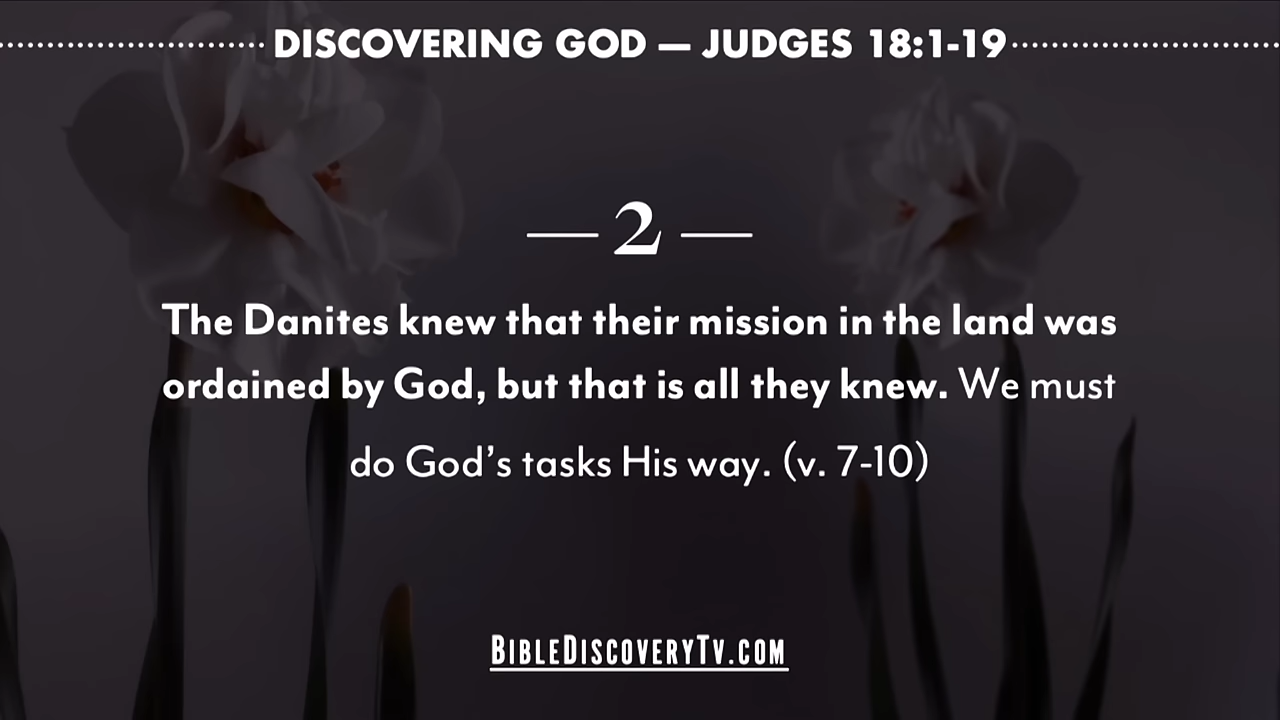 DISCOVERING GOD — JUDGES 18:1-19
— 2 —
The Danites knew that their mission in the land was
ordained by God, but that is all they knew. We must
do God’s tasks His way. (v. 7-10)
BIBLEDISCOVERYTV.COM